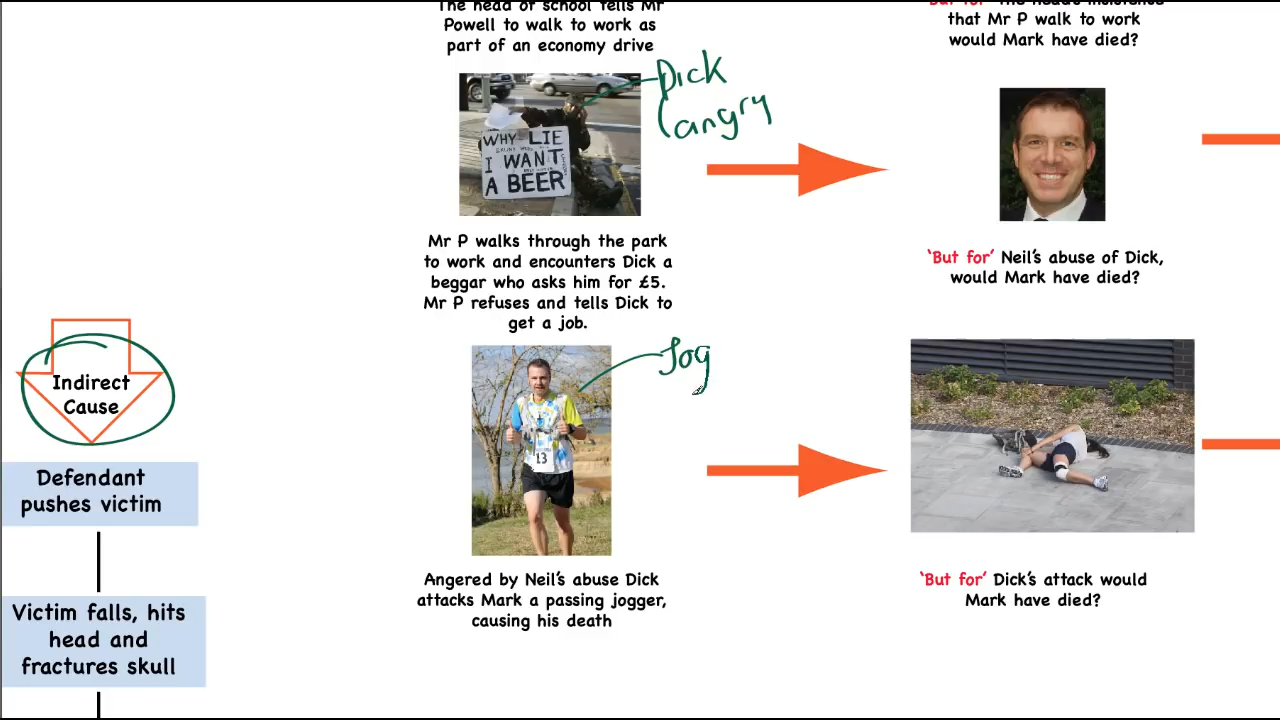 The head of school tells Mr
Powell to walk to work as
part of an economy drive
Dick
angry
WHY LIE
I WANT
A BEER
Mr P walks through the park
to work and encounters Dick a
beggar who asks him for £5.
Mr P refuses and tells Dick to
get a job.
Jog
13
Angered by Neil's abuse Dick
attacks Mark a passing jogger,
causing his death
'But for' The head's insistence
that Mr P walk to work
would Mark have died?
'But for' Neil's abuse of Dick,
would Mark have died?
'But for' Dick's attack would
Mark have died?
Indirect
Cause
Defendant
pushes victim
Victim falls, hits
head and
fractures skull